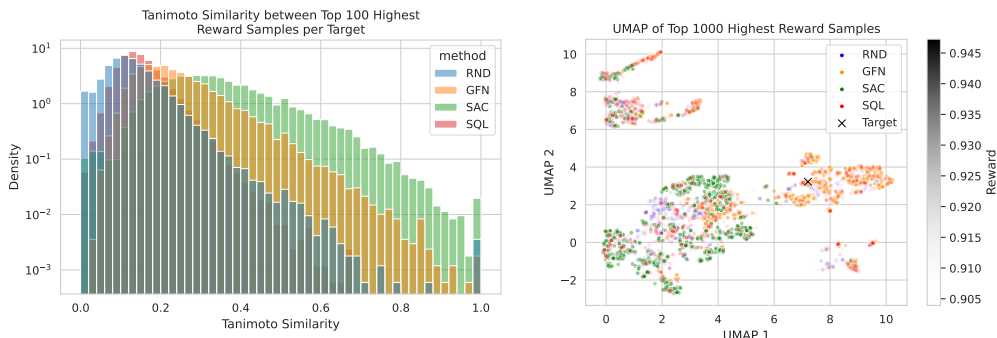 Tanimoto Similarity between Top 100 Highest
Reward Samples per Target
method
RND
GFN
SAC
SQL
10¹
10⁰
10⁻¹
10⁻²
10⁻³
Density
0.0 0.2 0.4 0.6 0.8 1.0
Tanimoto Similarity
UMAP of Top 1000 Highest Reward Samples
RND
GFN
SAC
SQL
Target
10
8
6
4
2
0
−2
UMAP 2
0 2 4 6 8 10
UMAP 1
0.945
0.940
0.935
0.930
0.925
0.920
0.915
0.910
0.905
Reward